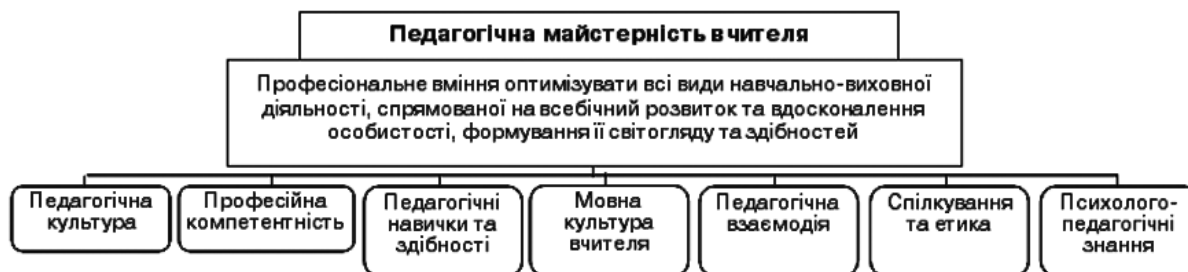 Педагогічна майстерність вчителя
Професіональне вміння оптимізувати всі види навчально-виховної
діяльності, спрямованої на всебічний розвиток та вдосконалення
особистості, формування її світогляду та здібностей
Педагогічна
культура
Професійна
компетентність
Педагогічні
навички та
здібності
Мовна
культура
вчителя
Педагогічна
взаємодія
Спілкування
та етика
Психолого-
педагогічні
знання